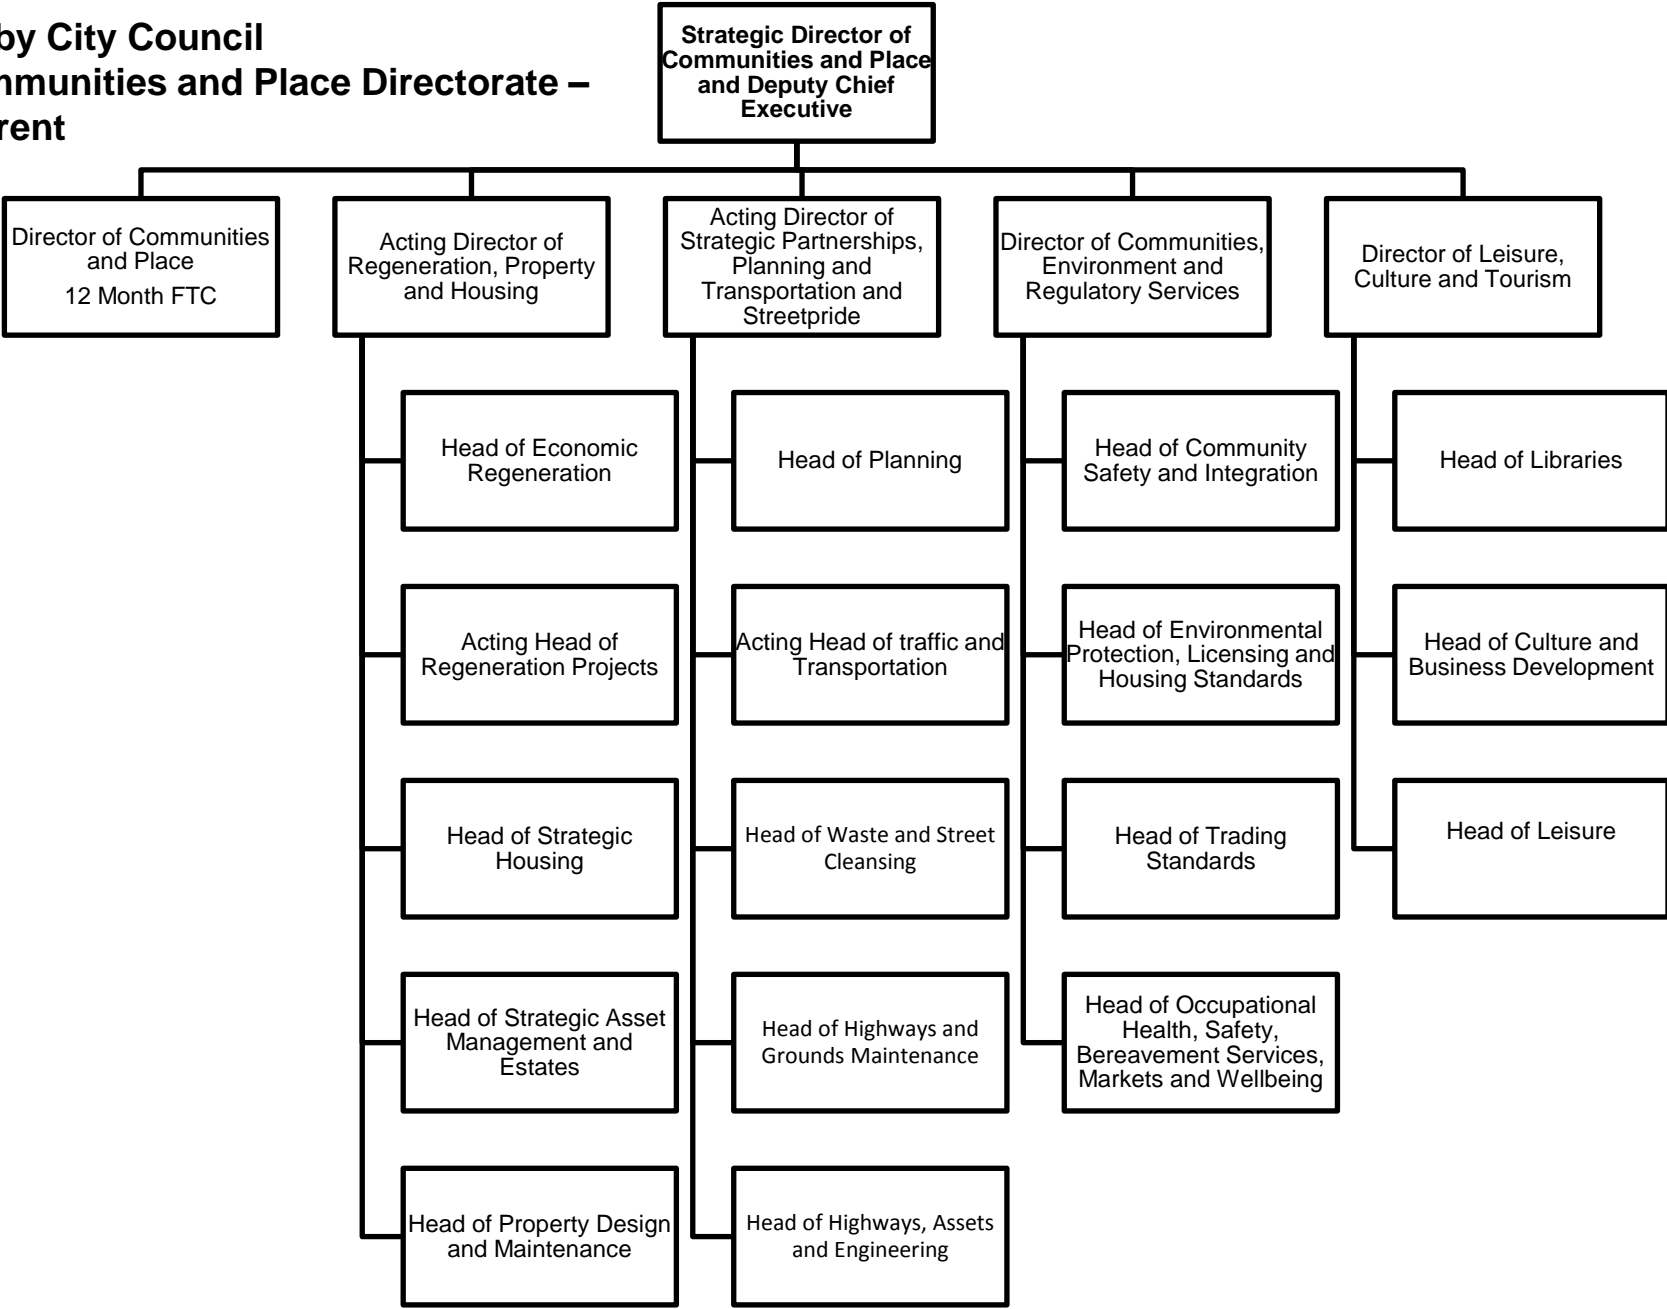 by City Council
mmunities and Place Directorate –
rent
Strategic Director of
Communities and Place
and Deputy Chief
Executive
Director of Communities
and Place
12 Month FTC
Acting Director of
Regeneration, Property
and Housing
Acting Director of
Strategic Partnerships,
Planning and
Transportation and
Streetpride
Director of Communities,
Environment and
Regulatory Services
Director of Leisure,
Culture and Tourism
Head of Economic
Regeneration
Head of Planning
Head of Community
Safety and Integration
Head of Libraries
Acting Head of
Regeneration Projects
Acting Head of traffic and
Transportation
Head of Environmental
Protection, Licensing and
Housing Standards
Head of Culture and
Business Development
Head of Strategic
Housing
Head of Waste and Street
Cleansing
Head of Trading
Standards
Head of Leisure
Head of Strategic Asset
Management and
Estates
Head of Highways and
Grounds Maintenance
Head of Occupational
Health, Safety,
Bereavement Services,
Markets and Wellbeing
Head of Property Design
and Maintenance
Head of Highways, Assets
and Engineering